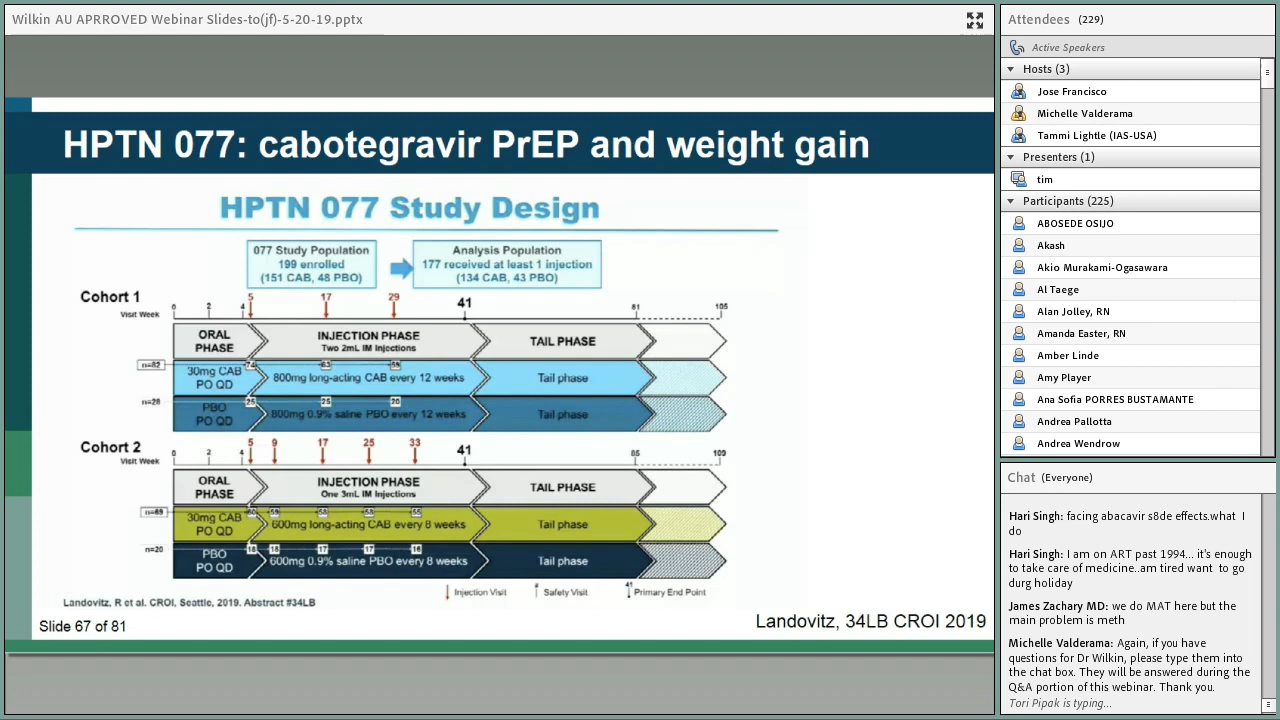 Wilkin AU APRROVED Webinar Slides-to(jf)-5-20-19.pptx
HPTN 077: cabotegravir PrEP and weight gain
HPTN 077 Study Design
077 Study Population
199 enrolled
(151 CAB, 48 PBO)
Analysis Population
177 received at least 1 injection
(134 CAB, 43 PBO)
Cohort 1
Visit Week
0 2 4 5 17 29 41 81 105
ORAL
PHASE
INJECTION PHASE
Two 2mL IM Injections
TAIL PHASE
n=82
74 63 59
30mg CAB
PO QD
800mg long-acting CAB every 12 weeks
Tail phase
n=28
25 25 20
PBO
PO QD
800mg 0.9% saline PBO every 12 weeks
Tail phase
Cohort 2
Visit Week
0 2 4 5 9 17 25 33 41 85 109
ORAL
PHASE
INJECTION PHASE
One 3mL IM Injections
TAIL PHASE
n=69
60 59 58 58 55
30mg CAB
PO QD
600mg long-acting CAB every 8 weeks
Tail phase
n=20
18 18 17 17 16
PBO
PO QD
600mg 0.9% saline PBO every 8 weeks
Tail phase
Injection Visit
Safety Visit
41
Primary End Point
Landovitz, R et al. CROI, Seattle, 2019. Abstract #34LB
Slide 67 of 81
Landovitz, 34LB CROI 2019
Attendees (229)
Active Speakers
Hosts (3)
Jose Francisco
Michelle Valderama
Tammi Lightle (IAS-USA)
Presenters (1)
tim
Participants (225)
ABOSEDE OSIJO
Akash
Akio Murakami-Ogasawara
Al Taege
Alan Jolley, RN
Amanda Easter, RN
Amber Linde
Amy Player
Ana Sofia PORRES BUSTAMANTE
Andrea Pallotta
Andrea Wendrow
Chat (Everyone)
Hari Singh: facing abacavir s8de effects.what I
do
Hari Singh: I am on ART past 1994... it's enough
to take care of medicine..am tired want to go
durg holide
James Zachary MD: we do MAT here but the
main problem is meth
Michelle Valderama: Again, if you have
questions for Dr Wilkin, please type them into
the chat box. They will be answered during the
Q&A portion of this webinar. Thank you.
Tori Pipak is typing...